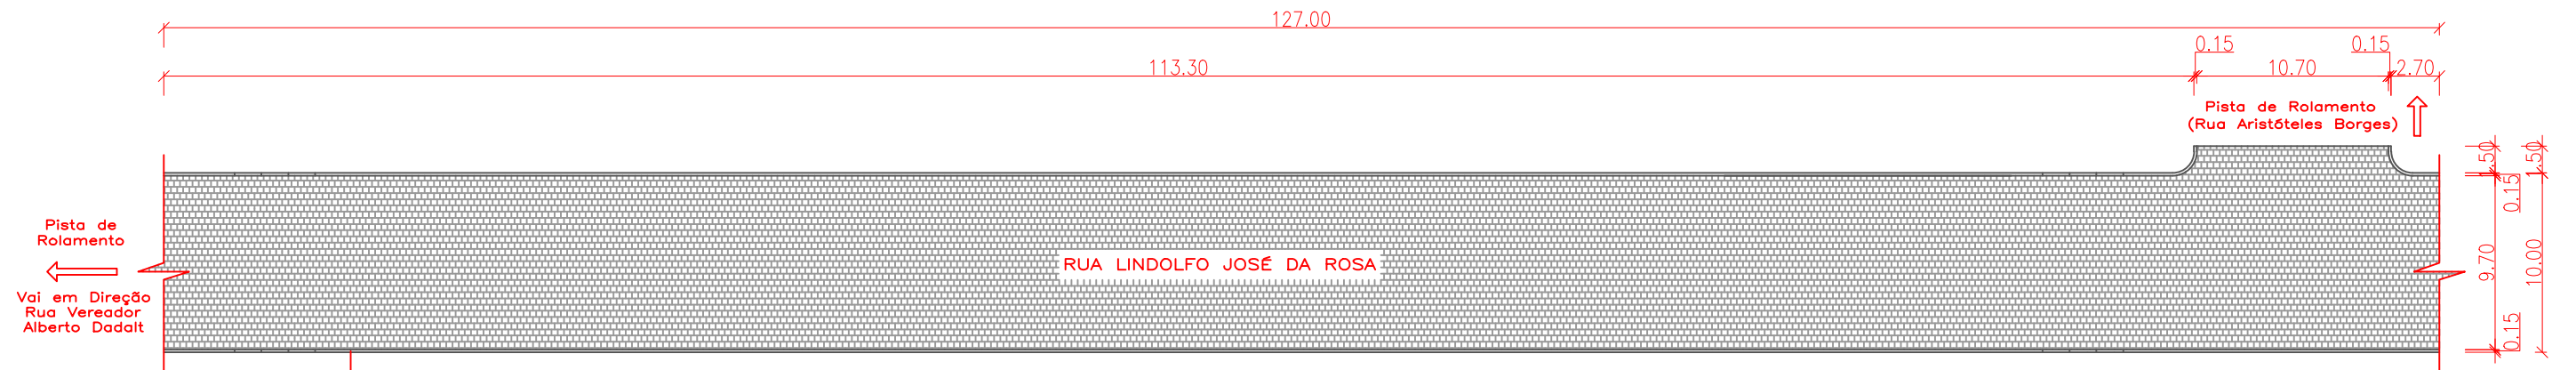 127.00
0.15
0.15
113.30
10.70
2.70
Pista de Rolamento
(Rua Aristóteles Borges)
1.50
1.50
0.15
Pista de
Rolamento
RUA LINDOLFO JOSÉ DA ROSA
9.70
10.00
Vai em Direção
Rua Vereador
Alberto Dadalt
0.15